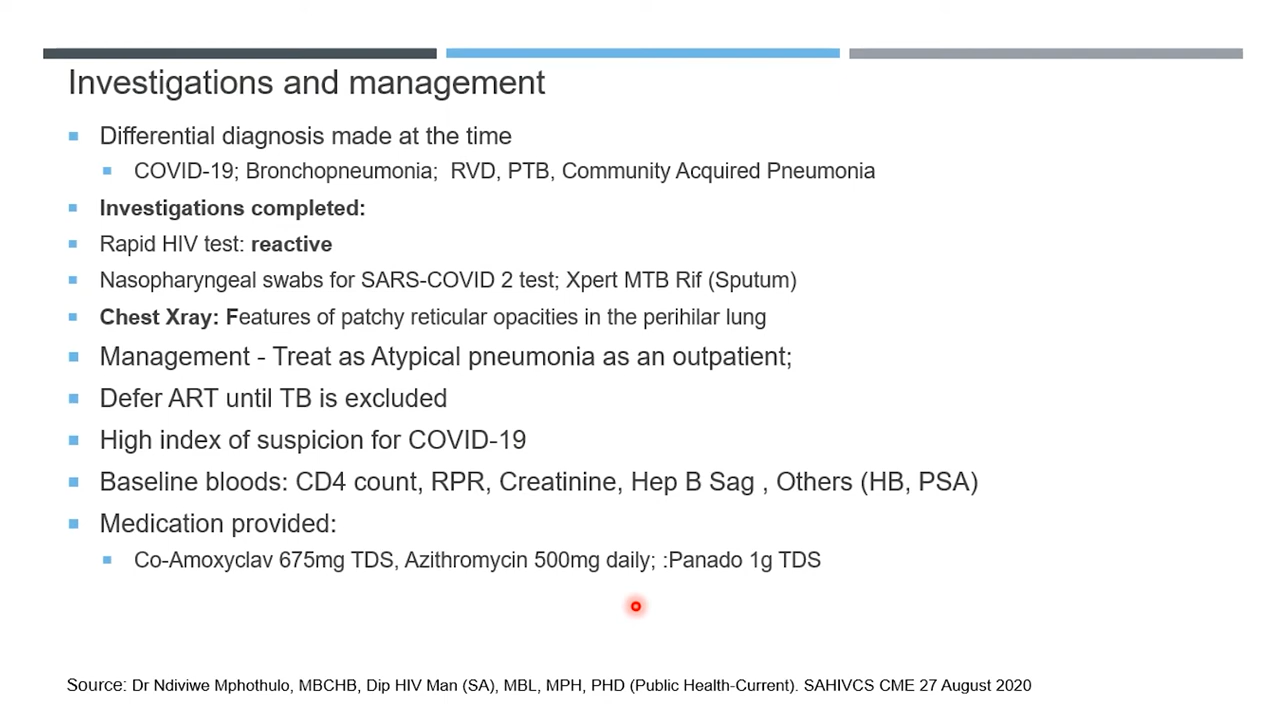 Investigations and management
Differential diagnosis made at the time
COVID-19; Bronchopneumonia; RVD, PTB, Community Acquired Pneumonia
Investigations completed:
Rapid HIV test: reactive
Nasopharyngeal swabs for SARS-COVID 2 test; Xpert MTB Rif (Sputum)
Chest Xray: Features of patchy reticular opacities in the perihilar lung
Management - Treat as Atypical pneumonia as an outpatient;
Defer ART until TB is excluded
High index of suspicion for COVID-19
Baseline bloods: CD4 count, RPR, Creatinine, Hep B Sag , Others (HB, PSA)
Medication provided:
Co-Amoxyclav 675mg TDS, Azithromycin 500mg daily; :Panado 1g TDS
Source: Dr Ndiviwe Mphothulo, MBCHB, Dip HIV Man (SA), MBL, MPH, PHD (Public Health-Current). SAHIVCS CME 27 August 2020